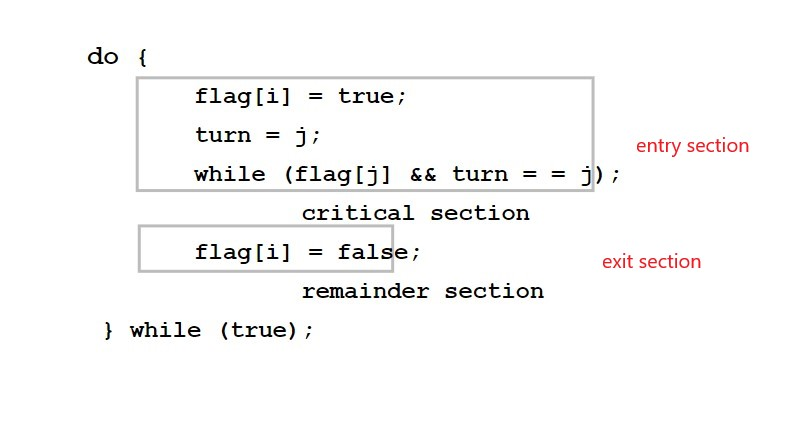 do {
flag[i] = true;
turn = j;
entry section
while (flag[j] && turn = = j);
critical section
flag[i] = false;
exit section
remainder section
} while (true);